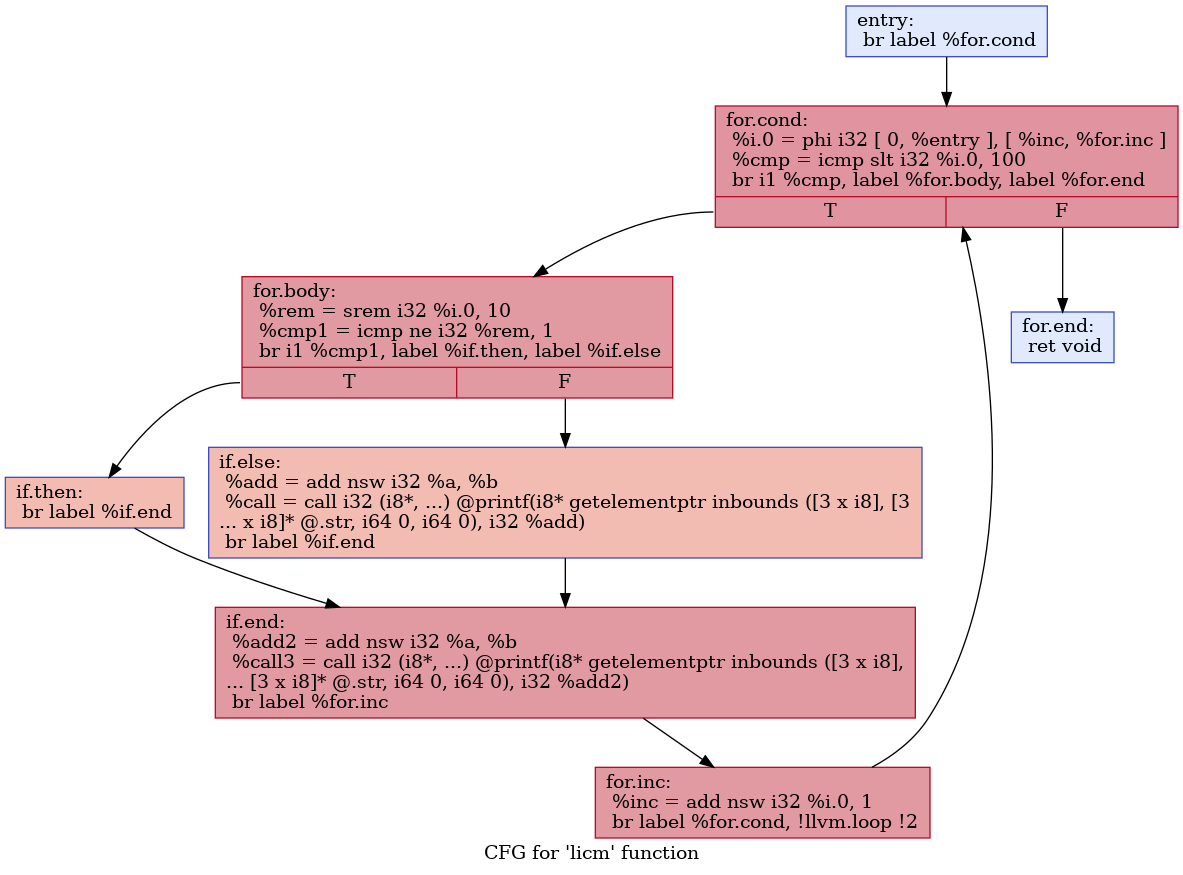 entry:
br label %for.cond
for.cond:
%i.0 = phi i32 [ 0, %entry ], [ %inc, %for.inc ]
%cmp = icmp slt i32 %i.0, 100
br i1 %cmp, label %for.body, label %for.end
T
F
for.body:
%rem = srem i32 %i.0, 10
%cmp1 = icmp ne i32 %rem, 1
br i1 %cmp1, label %if.then, label %if.else
T
F
for.end:
ret void
if.then:
br label %if.end
if.else:
%add = add nsw i32 %a, %b
%call = call i32 (i8*, ...) @printf(i8* getelementptr inbounds ([3 x i8], [3
... x i8]* @.str, i64 0, i64 0), i32 %add)
br label %if.end
if.end:
%add2 = add nsw i32 %a, %b
%call3 = call i32 (i8*, ...) @printf(i8* getelementptr inbounds ([3 x i8],
... [3 x i8]* @.str, i64 0, i64 0), i32 %add2)
br label %for.inc
for.inc:
%inc = add nsw i32 %i.0, 1
br label %for.cond, !llvm.loop !2
CFG for 'licm' function